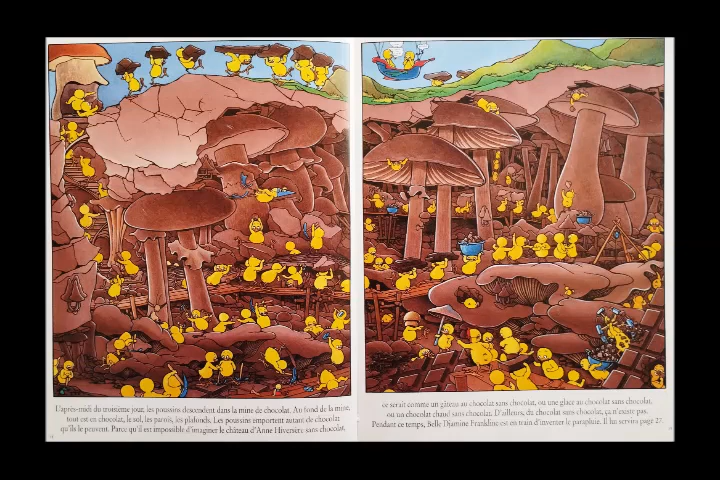 L'après-midi du troisième jour, les poussins descendent dans la mine de chocolat. Au fond de la mine,
tout est en chocolat, le sol, les parois, les plafonds. Les poussins emportent autant de chocolat
qu'ils le peuvent. Parce qu'il est impossible d'imaginer le château d'Anne Hiversère sans chocolat,
ce serait comme un gâteau au chocolat sans chocolat, ou une glace au chocolat sans chocolat,
ou un chocolat chaud sans chocolat. D'ailleurs, du chocolat sans chocolat, ça n'existe pas.
Pendant ce temps, Belle Djamine Frankline est en train d'inventer le parapluie. Il lui servira page 27.